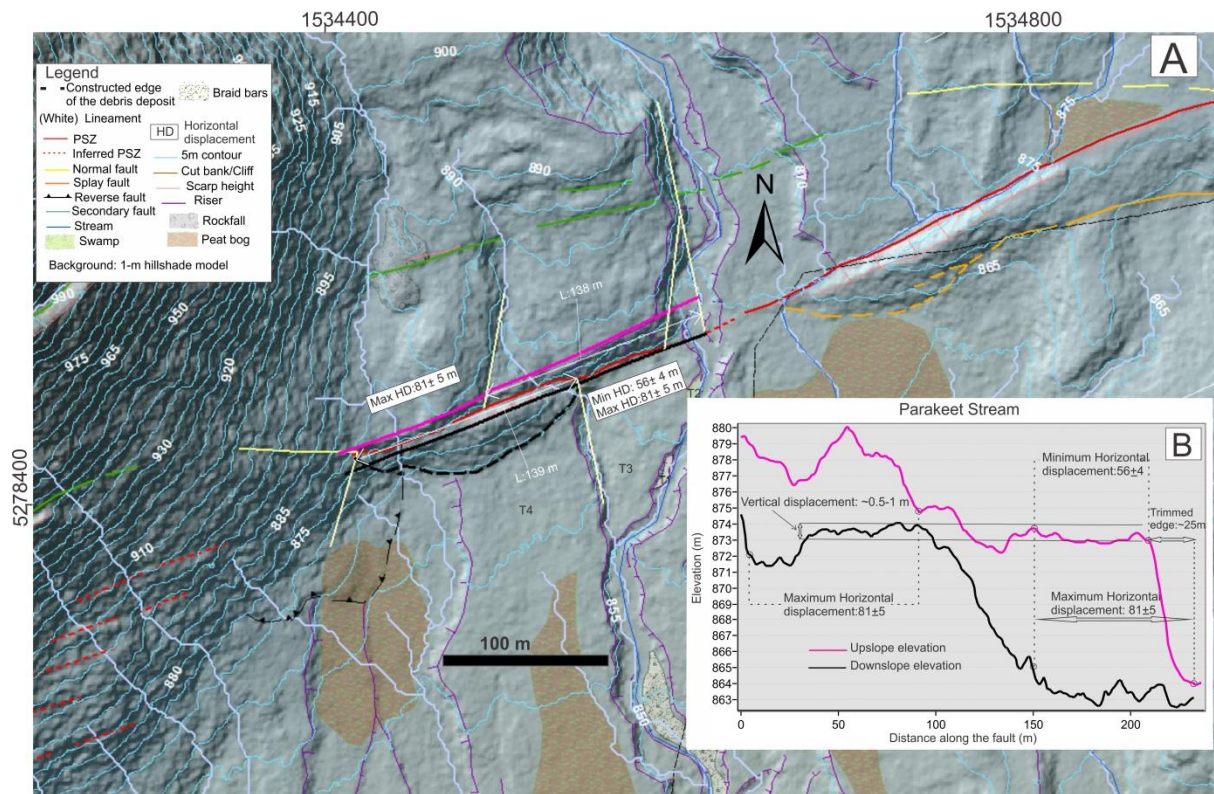 1534400
1534800
5278400
A
Legend
Constructed edge
of the debris deposit
Braid bars
(White) Lineament
PSZ
Inferred PSZ
Normal fault
Splay fault
Reverse fault
Secondary fault
Stream
Swamp
HD
Horizontal
displacement
5m contour
Cut bank/Cliff
Scarp height
Riser
Rockfall
Peat bog
Background: 1-m hillshade model
900
915
925
905
890
890
895
870
875
875
865
865
990
950
975
965
920
930
885
875
910
880
855
850
N
L:138 m
L:139 m
Max HD:81± 5 m
Min HD: 56± 4 m
Max HD:81± 5 m
T2
T3
T4
100 m
Parakeet Stream
B
880
879
878
877
876
875
874
873
872
871
870
869
868
867
866
865
864
863
Elevation (m)
Vertical displacement: ~0.5-1 m
Minimum Horizontal
displacement:56±4
Trimmed
edge:~25m
Maximum Horizontal
displacement:81±5
Maximum Horizontal
displacement: 81±5
Upslope elevation
Downslope elevation
0
50
100
150
200
Distance along the fault (m)